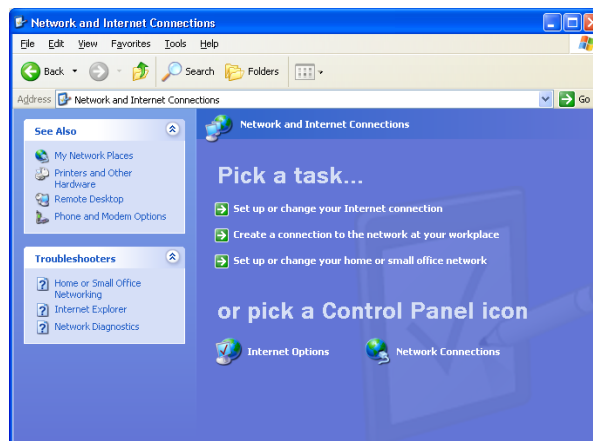 Network and Internet Connections
File Edit View Favorites Tools Help
Back Search Folders
Address Network and Internet Connections Go
See Also
My Network Places
Printers and Other
Hardware
Remote Desktop
Phone and Modem Options
Troubleshooters
Home or Small Office
Networking
Internet Explorer
Network Diagnostics
Network and Internet Connections
Pick a task...
Set up or change your Internet connection
Create a connection to the network at your workplace
Set up or change your home or small office network
or pick a Control Panel icon
Internet Options Network Connections